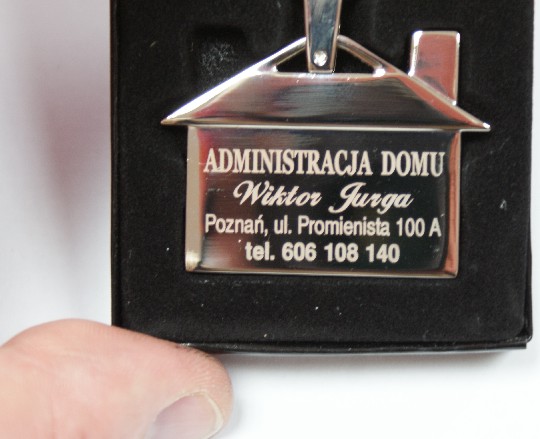 ADMINISTRACJA DOMU
Wiktor Jurga
Poznań, ul. Promienista 100 A
tel. 606 108 140